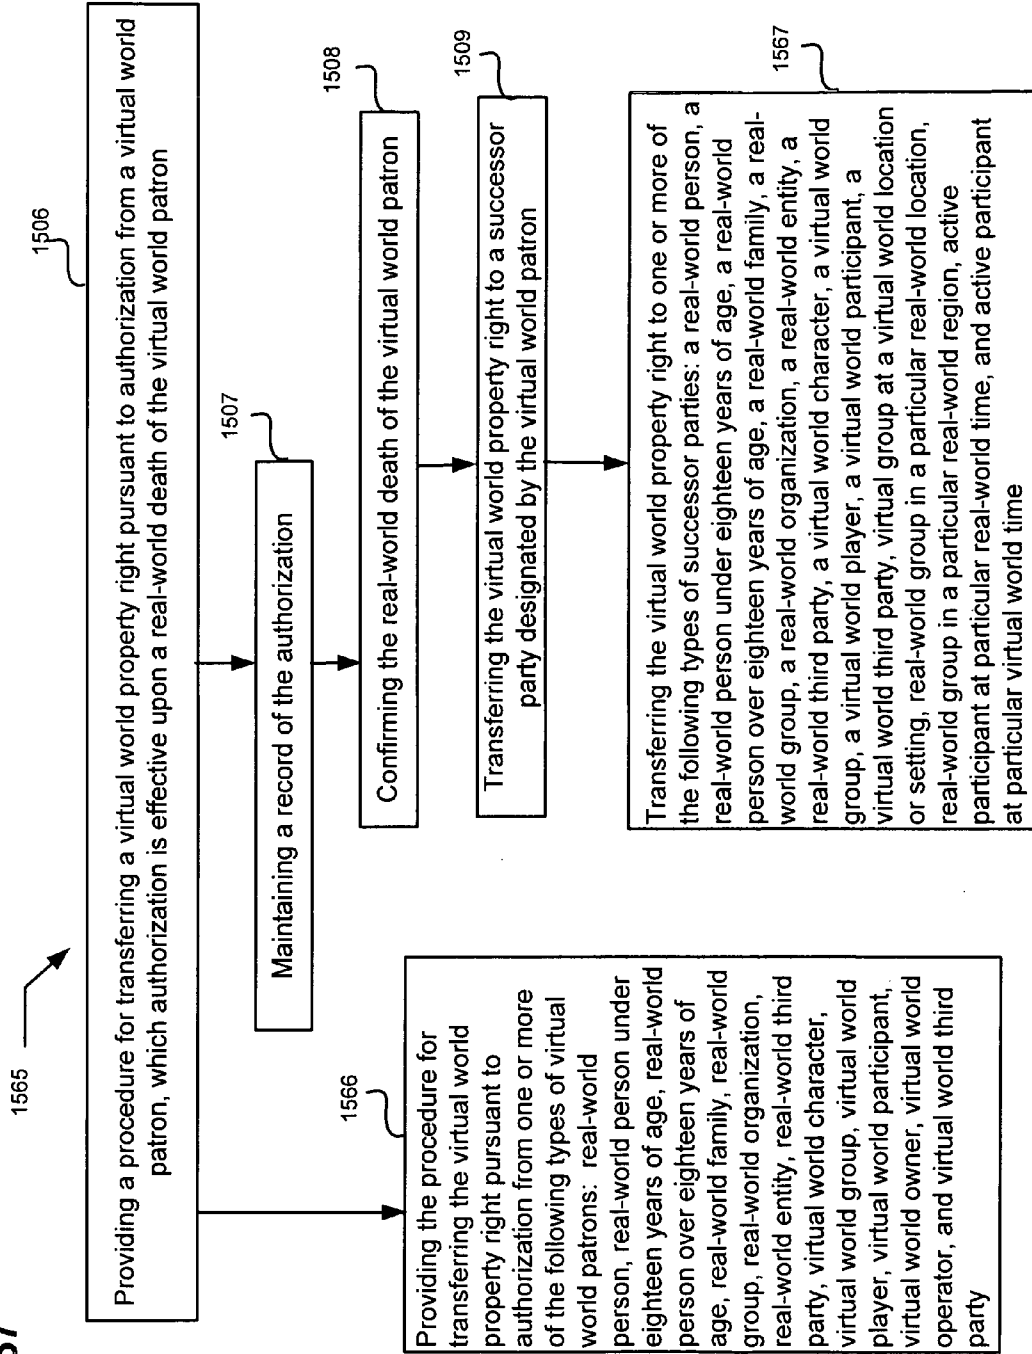 1565
1506
Providing a procedure for transferring a virtual world property right pursuant to authorization from a virtual world
patron, which authorization is effective upon a real-world death of the virtual world patron
1507
Maintaining a record of the authorization
1508
Confirming the real-world death of the virtual world patron
1509
Transferring the virtual world property right to a successor
party designated by the virtual world patron
1566
Providing the procedure for
transferring the virtual world
property right pursuant to
authorization from one or more
of the following types of virtual
world patrons: real-world
person, real-world person under
eighteen years of age, real-world
person over eighteen years of
age, real-world family, real-world
group, real-world organization,
real-world entity, real-world third
party, virtual world character,
virtual world group, virtual world
player, virtual world participant,
virtual world owner, virtual world
operator, and virtual world third
party
1567
Transferring the virtual world property right to one or more of
the following types of successor parties: a real-world person, a
real-world person under eighteen years of age, a real-world
person over eighteen years of age, a real-world family, a real-
world group, a real-world organization, a real-world entity, a
real-world third party, a virtual world character, a virtual world
group, a virtual world player, a virtual world participant, a
virtual world third party, virtual group at a virtual world location
or setting, real-world group in a particular real-world location,
real-world group in a particular real-world region, active
participant at particular real-world time, and active participant
at particular virtual world time